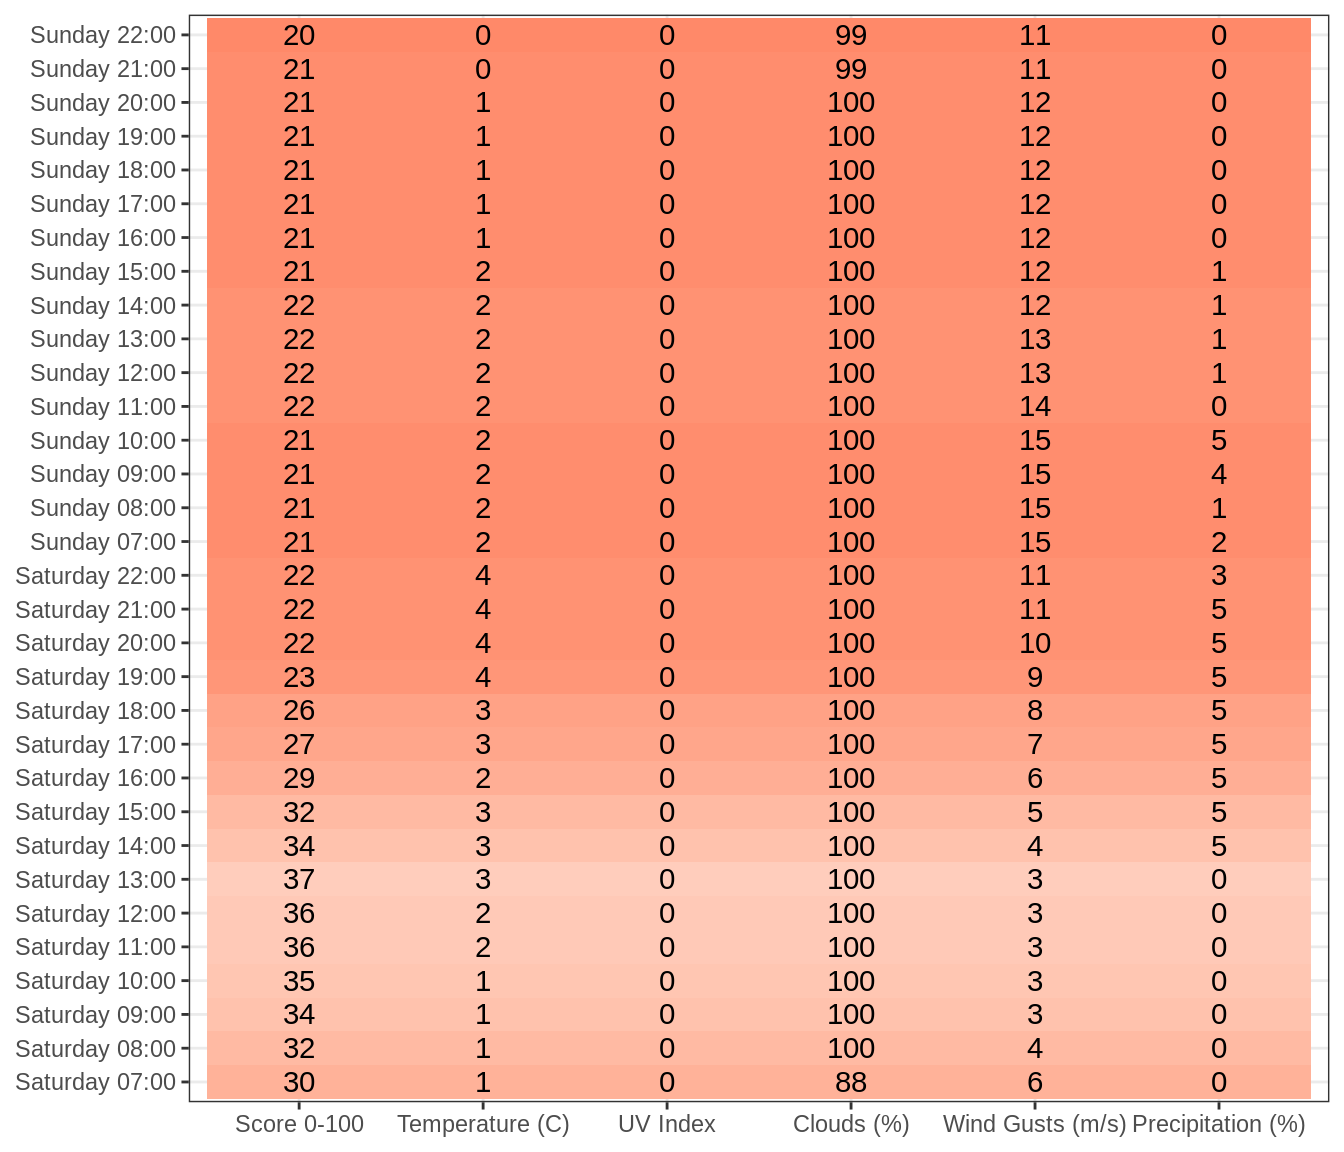 Sunday 22:00 20 0 0 99 11 0
Sunday 21:00 21 0 0 99 11 0
Sunday 20:00 21 1 0 100 12 0
Sunday 19:00 21 1 0 100 12 0
Sunday 18:00 21 1 0 100 12 0
Sunday 17:00 21 1 0 100 12 0
Sunday 16:00 21 1 0 100 12 0
Sunday 15:00 21 2 0 100 12 1
Sunday 14:00 22 2 0 100 12 1
Sunday 13:00 22 2 0 100 13 1
Sunday 12:00 22 2 0 100 13 1
Sunday 11:00 22 2 0 100 14 0
Sunday 10:00 21 2 0 100 15 5
Sunday 09:00 21 2 0 100 15 4
Sunday 08:00 21 2 0 100 15 1
Sunday 07:00 21 2 0 100 15 2
Saturday 22:00 22 4 0 100 11 3
Saturday 21:00 22 4 0 100 11 5
Saturday 20:00 22 4 0 100 10 5
Saturday 19:00 23 4 0 100 9 5
Saturday 18:00 26 3 0 100 8 5
Saturday 17:00 27 3 0 100 7 5
Saturday 16:00 29 2 0 100 6 5
Saturday 15:00 32 3 0 100 5 5
Saturday 14:00 34 3 0 100 4 5
Saturday 13:00 37 3 0 100 3 0
Saturday 12:00 36 2 0 100 3 0
Saturday 11:00 36 2 0 100 3 0
Saturday 10:00 35 1 0 100 3 0
Saturday 09:00 34 1 0 100 3 0
Saturday 08:00 32 1 0 100 4 0
Saturday 07:00 30 1 0 88 6 0
Score 0-100 Temperature (C) UV Index Clouds (%) Wind Gusts (m/s) Precipitation (%)